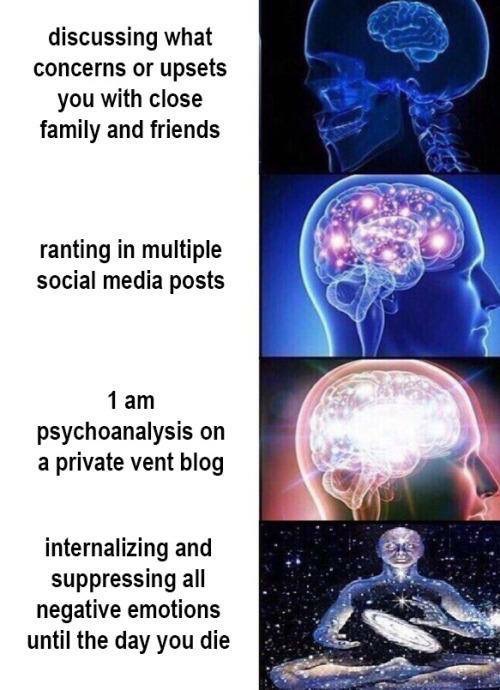 discussing what
concerns or upsets
you with close
family and friends
ranting in multiple
social media posts
1 am
psychoanalysis on
a private vent blog
internalizing and
suppressing all
negative emotions
until the day you die